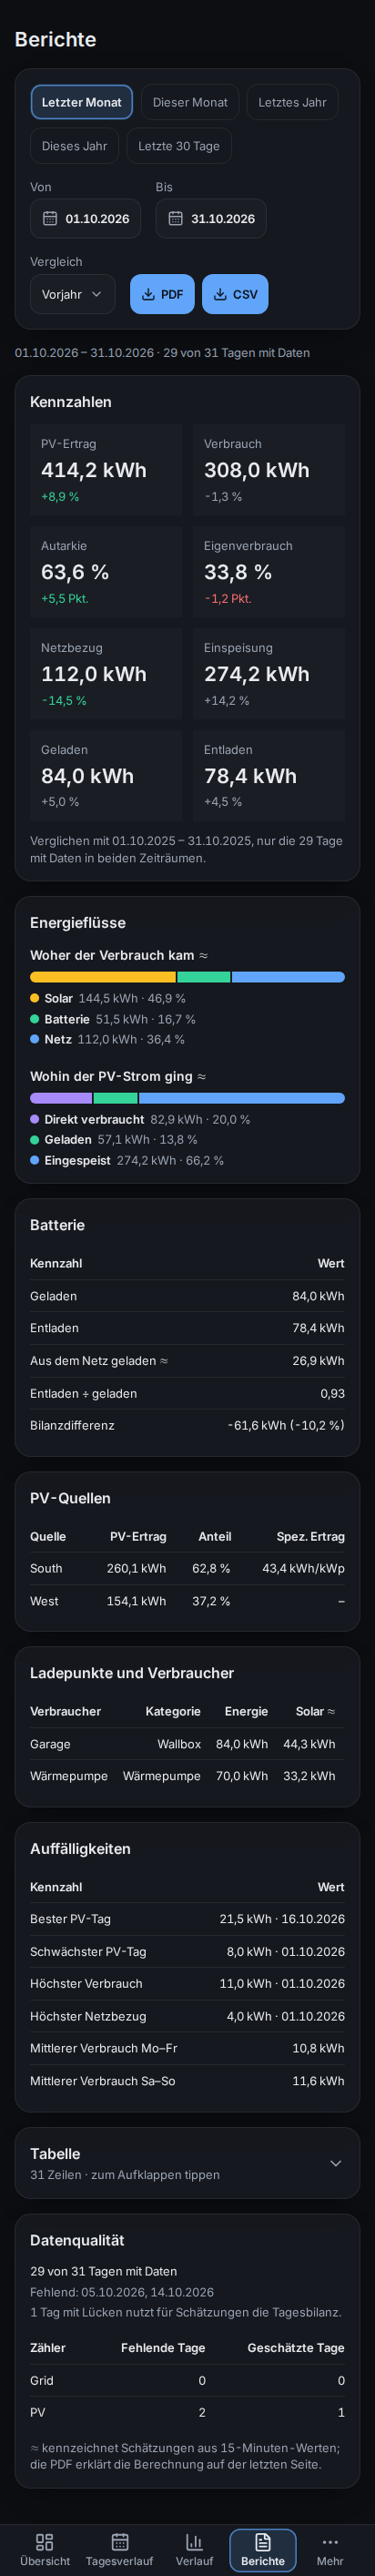 Berichte
Letzter Monat Dieser Monat Letztes Jahr
Dieses Jahr Letzte 30 Tage
Von Bis
01.10.2026 31.10.2026
Vergleich
Vorjahr PDF CSV
01.10.2026 – 31.10.2026 · 29 von 31 Tagen mit Daten
Kennzahlen
PV-Ertrag Verbrauch
414,2 kWh 308,0 kWh
+8,9 % -1,3 %
Autarkie Eigenverbrauch
63,6 % 33,8 %
+5,5 Pkt. -1,2 Pkt.
Netzbezug Einspeisung
112,0 kWh 274,2 kWh
-14,5 % +14,2 %
Geladen Entladen
84,0 kWh 78,4 kWh
+5,0 % +4,5 %
Verglichen mit 01.10.2025 – 31.10.2025, nur die 29 Tage
mit Daten in beiden Zeiträumen.
Energieflüsse
Woher der Verbrauch kam ≈
Solar 144,5 kWh · 46,9 %
Batterie 51,5 kWh · 16,7 %
Netz 112,0 kWh · 36,4 %
Wohin der PV-Strom ging ≈
Direkt verbraucht 82,9 kWh · 20,0 %
Geladen 57,1 kWh · 13,8 %
Eingespeist 274,2 kWh · 66,2 %
Batterie
Kennzahl Wert
Geladen 84,0 kWh
Entladen 78,4 kWh
Aus dem Netz geladen ≈ 26,9 kWh
Entladen ÷ geladen 0,93
Bilanzdifferenz -61,6 kWh (-10,2 %)
PV-Quellen
Quelle PV-Ertrag Anteil Spez. Ertrag
South 260,1 kWh 62,8 % 43,4 kWh/kWp
West 154,1 kWh 37,2 % –
Ladepunkte und Verbraucher
Verbraucher Kategorie Energie Solar ≈
Garage Wallbox 84,0 kWh 44,3 kWh
Wärmepumpe Wärmepumpe 70,0 kWh 33,2 kWh
Auffälligkeiten
Kennzahl Wert
Bester PV-Tag 21,5 kWh · 16.10.2026
Schwächster PV-Tag 8,0 kWh · 01.10.2026
Höchster Verbrauch 11,0 kWh · 01.10.2026
Höchster Netzbezug 4,0 kWh · 01.10.2026
Mittlerer Verbrauch Mo–Fr 10,8 kWh
Mittlerer Verbrauch Sa–So 11,6 kWh
Tabelle
31 Zeilen · zum Aufklappen tippen
Datenqualität
29 von 31 Tagen mit Daten
Fehlend: 05.10.2026, 14.10.2026
1 Tag mit Lücken nutzt für Schätzungen die Tagesbilanz.
Zähler Fehlende Tage Geschätzte Tage
Grid 0 0
PV 2 1
≈ kennzeichnet Schätzungen aus 15-Minuten-Werten;
die PDF erklärt die Berechnung auf der letzten Seite.
Übersicht Tagesverlauf Verlauf Berichte Mehr